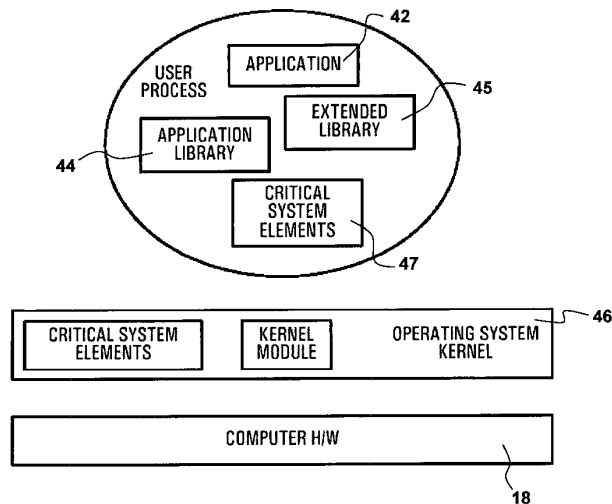 42
APPLICATION
USER
PROCESS
45
EXTENDED
LIBRARY
APPLICATION
LIBRARY
44
CRITICAL
SYSTEM
ELEMENTS
47
46
CRITICAL SYSTEM
ELEMENTS
KERNEL
MODULE
OPERATING SYSTEM
KERNEL
COMPUTER H/W
18